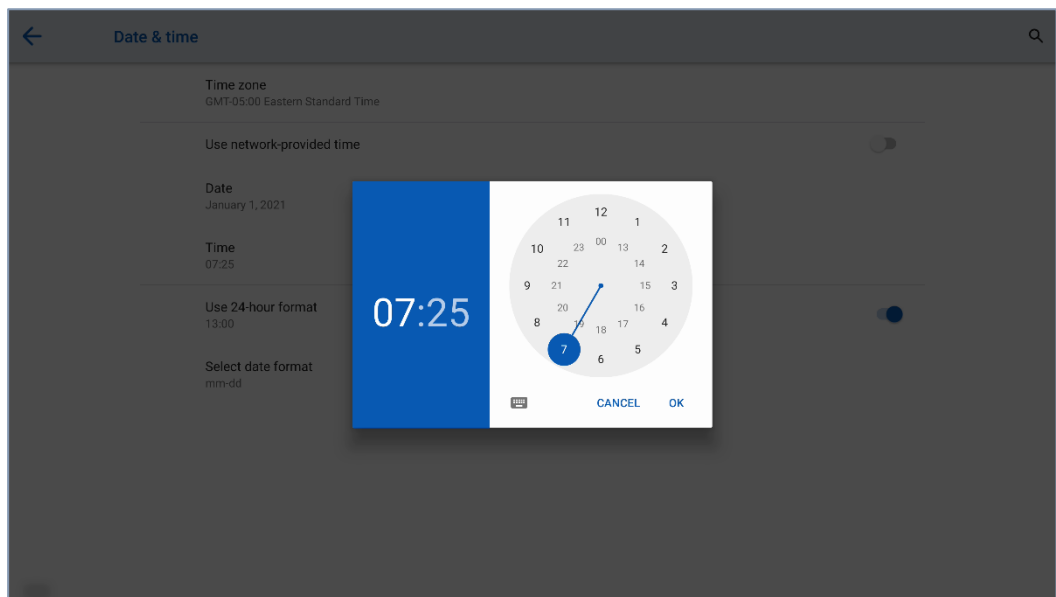 Date & time
Time zone
GMT-05:00 Eastern Standard Time
Use network-provided time
Date
January 1, 2021
Time
07:25
Use 24-hour format
13:00
Select date format
mm-dd
07:25
12
11 1
00
10 23 13 2
22 14
9 21 15 3
20 16
8 19 17 4
18
7 5
6
CANCEL OK